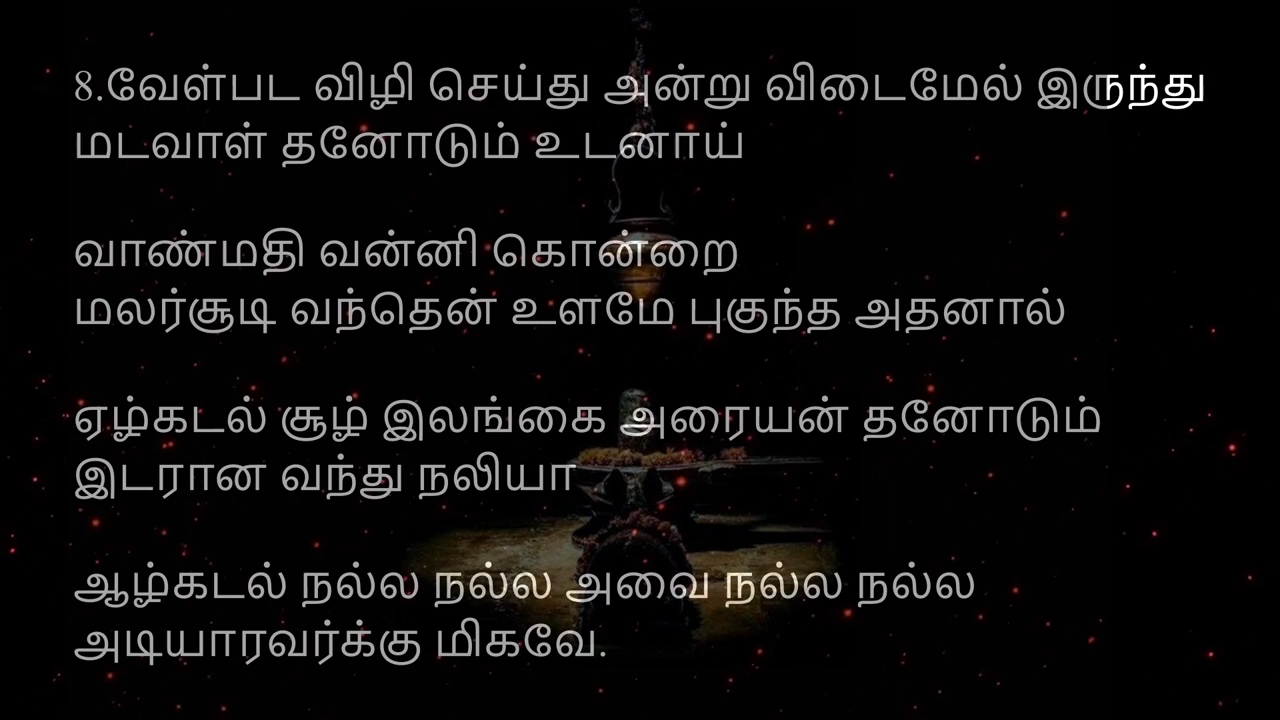 8.வேள்பட விழி செய்து அன்று விடைமேல் இருந்து
மடவாள் தனோடும் உடனாய்
வாண்மதி வன்னி கொன்றை
மலர்சூடி வந்தென் உளமே புகுந்த அதனால்
ஏழ்கடல் சூழ் இலங்கை அரையன் தனோடும்
இடரான வந்து நலியா
ஆழ்கடல் நல்ல நல்ல அவை நல்ல நல்ல
அடியாரவர்க்கு மிகவே.